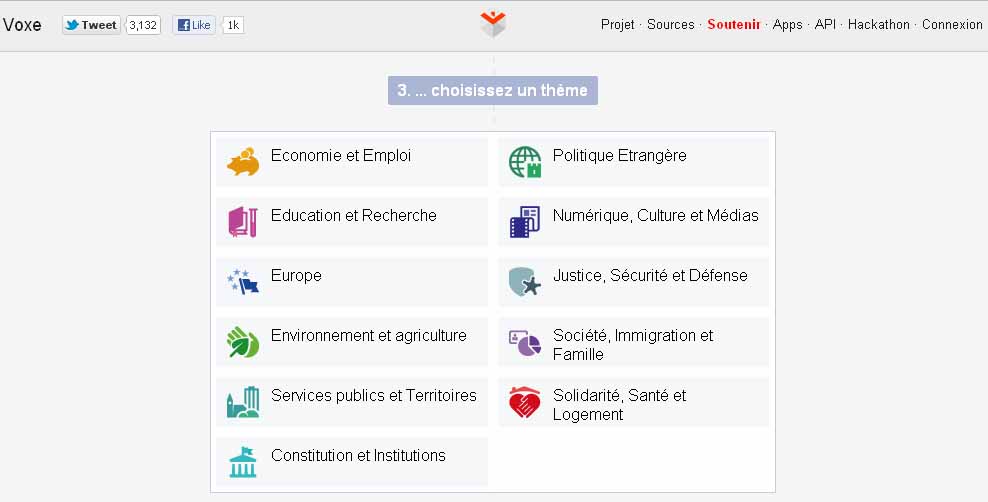 Voxe Tweet 3,132 Like 1k Projet · Sources · Soutenir · Apps · API · Hackathon · Connexion
3. ... choisissez un thème
Economie et Emploi
Politique Etrangère
Education et Recherche
Numérique, Culture et Médias
Europe
Justice, Sécurité et Défense
Environnement et agriculture
Société, Immigration et
Famille
Services publics et Territoires
Solidarité, Santé et
Logement
Constitution et Institutions